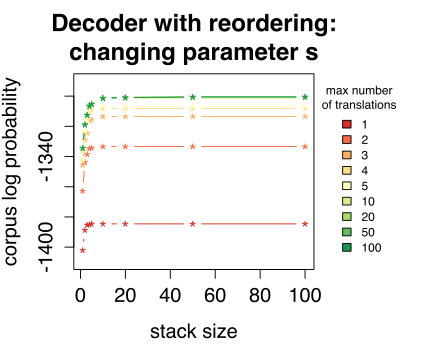 Decoder with reordering:
changing parameter s
corpus log probability
-1340
-1400
0 20 40 60 80 100
stack size
max number
of translations
1
2
3
4
5
10
20
50
100